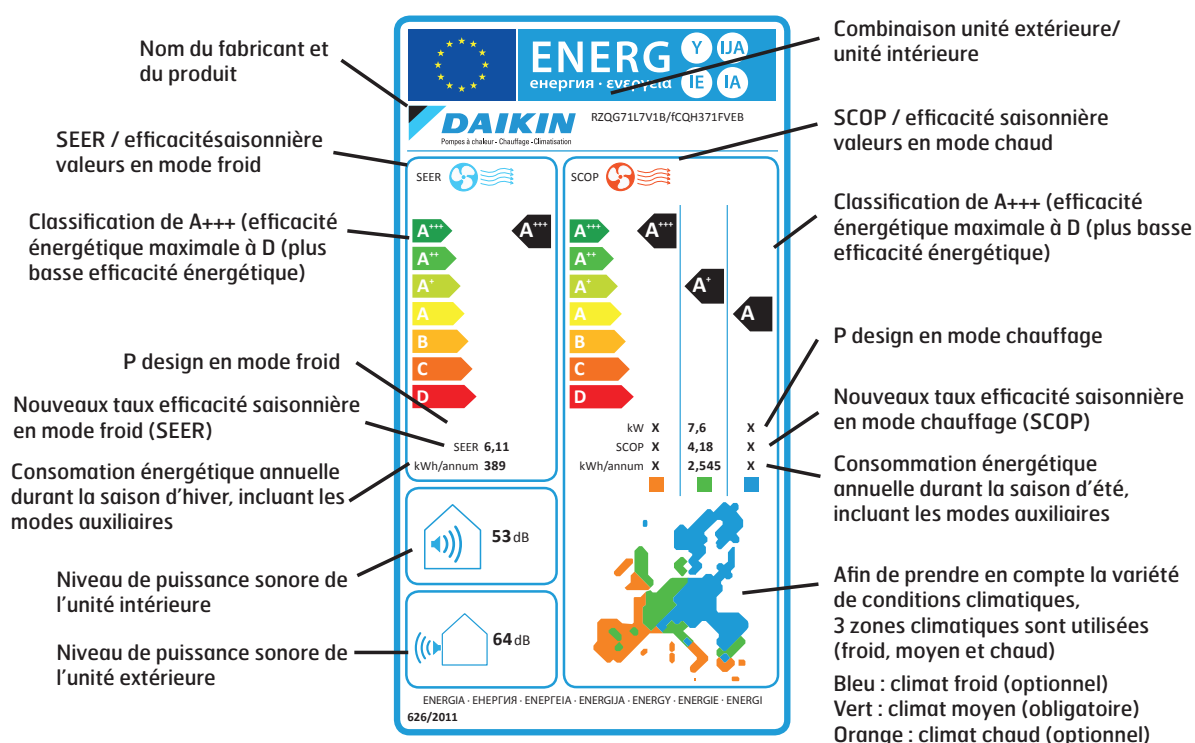 Nom du fabricant et
du produit
SEER / efficacitésaisonnière
valeurs en mode froid
Classification de A+++ (efficacité
énergétique maximale à D (plus
basse efficacité énergétique)
P design en mode froid
Nouveaux taux efficacité saisonnière
en mode froid (SEER)
Consomation énergétique annuelle
durant la saison d'hiver, incluant les
modes auxiliaires
Niveau de puissance sonore de
l'unité intérieure
Niveau de puissance sonore de
l'unité extérieure
ENERG
енергия · ενεργεια
Y
IJA
IE
IA
DAIKIN
Pompes à chaleur - Chauffage - Climatisation
RZQG71L7V1B/fCQH371FVEB
SEER
A+++
A+++
A++
A+
A
B
C
D
SEER 6,11
kWh/annum 389
SCOP
A+++
A+++
A++
A+
A+
A
A
B
C
D
kW X 7,6 X
SCOP X 4,18 X
kWh/annum X 2,545 X
53 dB
64 dB
ENERGIA · ЕНЕРГИЯ · ΕΝΕΡΓΕΙΑ · ENERGIJA · ENERGY · ENERGIE · ENERGI
626/2011
Combinaison unité extérieure/
unité intérieure
SCOP / efficacité saisonnière
valeurs en mode chaud
Classification de A+++ (efficacité
énergétique maximale à D (plus basse
efficacité énergétique)
P design en mode chauffage
Nouveaux taux efficacité saisonnière
en mode chauffage (SCOP)
Consommation énergétique
annuelle durant la saison d'été,
incluant les modes auxiliaires
Afin de prendre en compte la variété
de conditions climatiques,
3 zones climatiques sont utilisées
(froid, moyen et chaud)
Bleu : climat froid (optionnel)
Vert : climat moyen (obligatoire)
Orange : climat chaud (optionnel)